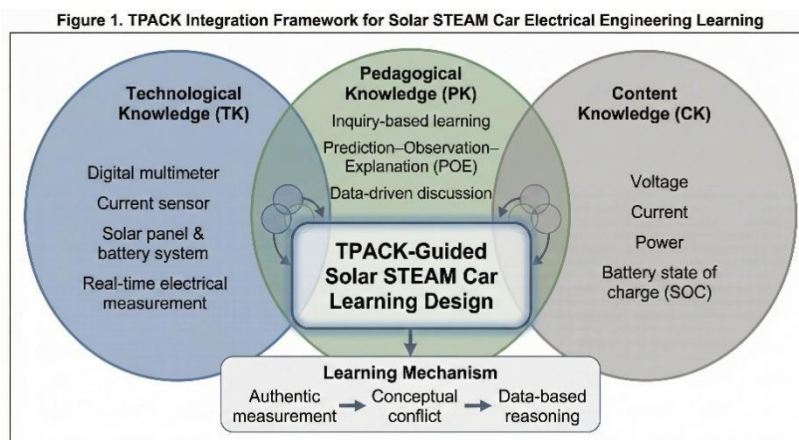 Figure 1. TPACK Integration Framework for Solar STEAM Car Electrical Engineering Learning
Technological
Knowledge (TK)
Digital multimeter
Current sensor
Solar panel &
battery system
Real-time electrical
measurement
Pedagogical
Knowledge (PK)
Inquiry-based learning
Prediction–Observation–
Explanation (POE)
Data-driven discussion
Content
Knowledge (CK)
Voltage
Current
Power
Battery state of
charge (SOC)
TPACK-Guided
Solar STEAM Car
Learning Design
Learning Mechanism
Authentic
measurement
Conceptual
conflict
Data-based
reasoning